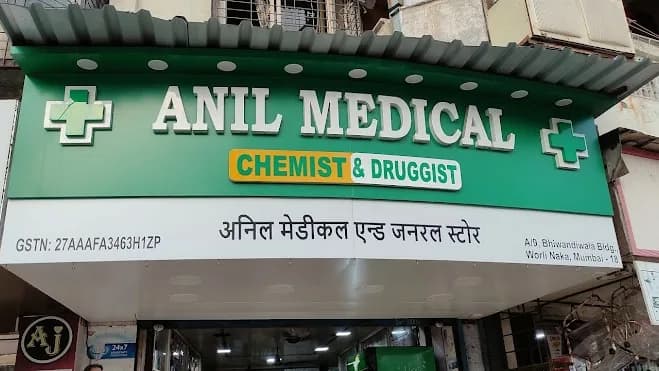 ANIL MEDICAL
CHEMIST & DRUGGIST
अनिल मेडीकल एन्ड जनरल स्टोर
GSTN: 27AAAFA3463H1ZP
A/9, Bhiwandiwala Bldg.
Worli Naka, Mumbai - 18
AJ
24x7